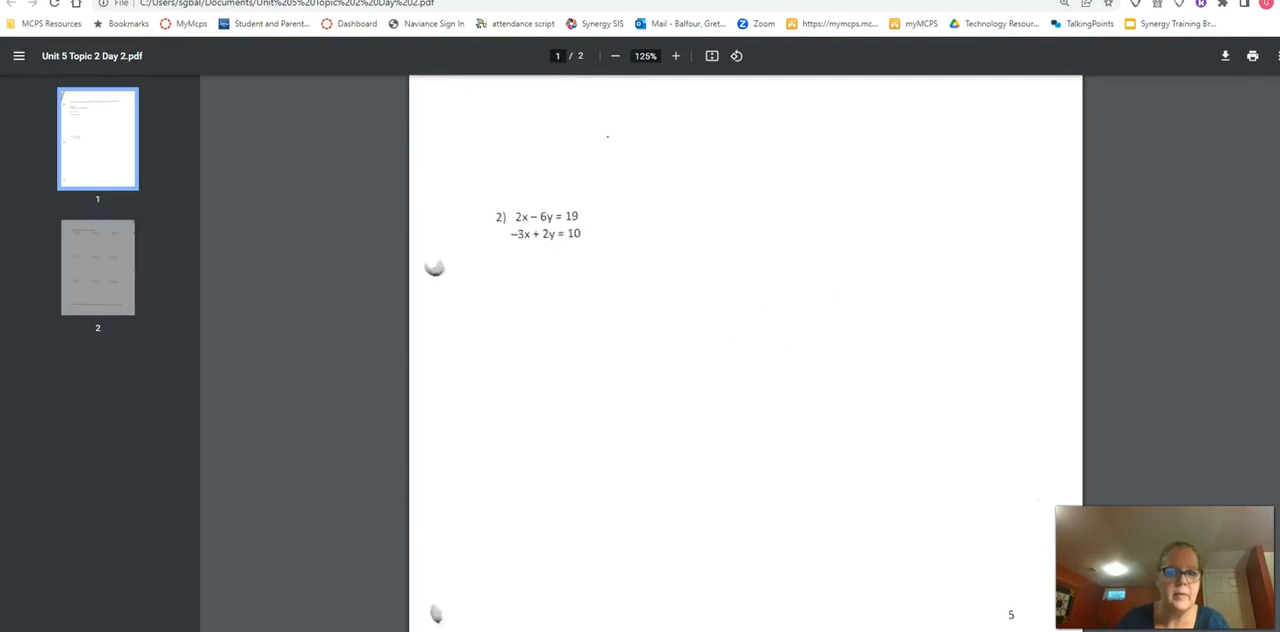 File C:/Users/sgbal/Documents/Unit%205%20Topic%202%20Day%202.pdf
MCPS Resources Bookmarks MyMcps Student and Parent... Dashboard Naviance Sign In attendance script Synergy SIS Mail - Balfour, Gret... Zoom https://mymcps.mc... myMCPS Technology Resour... TalkingPoints Synergy Training Br...
Unit 5 Topic 2 Day 2.pdf 1 / 2 − 125% +
1
2
2) 2x – 6y = 19
–3x + 2y = 10
5